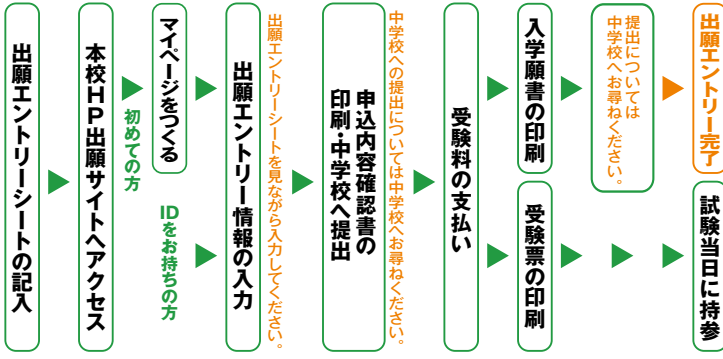 出願エントリーシートの記入
本校HP出願サイトへアクセス
初めての方
マイページをつくる
IDをお持ちの方
出願エントリー情報の入力
出願エントリーシートを見ながら入力してください。
申込内容確認書の
印刷・中学校へ提出
中学校への提出については中学校へお尋ねください。
受験料の支払い
入学願書の印刷
提出については
中学校へお尋ねください。
出願エントリー完了
受験票の印刷
試験当日に持参